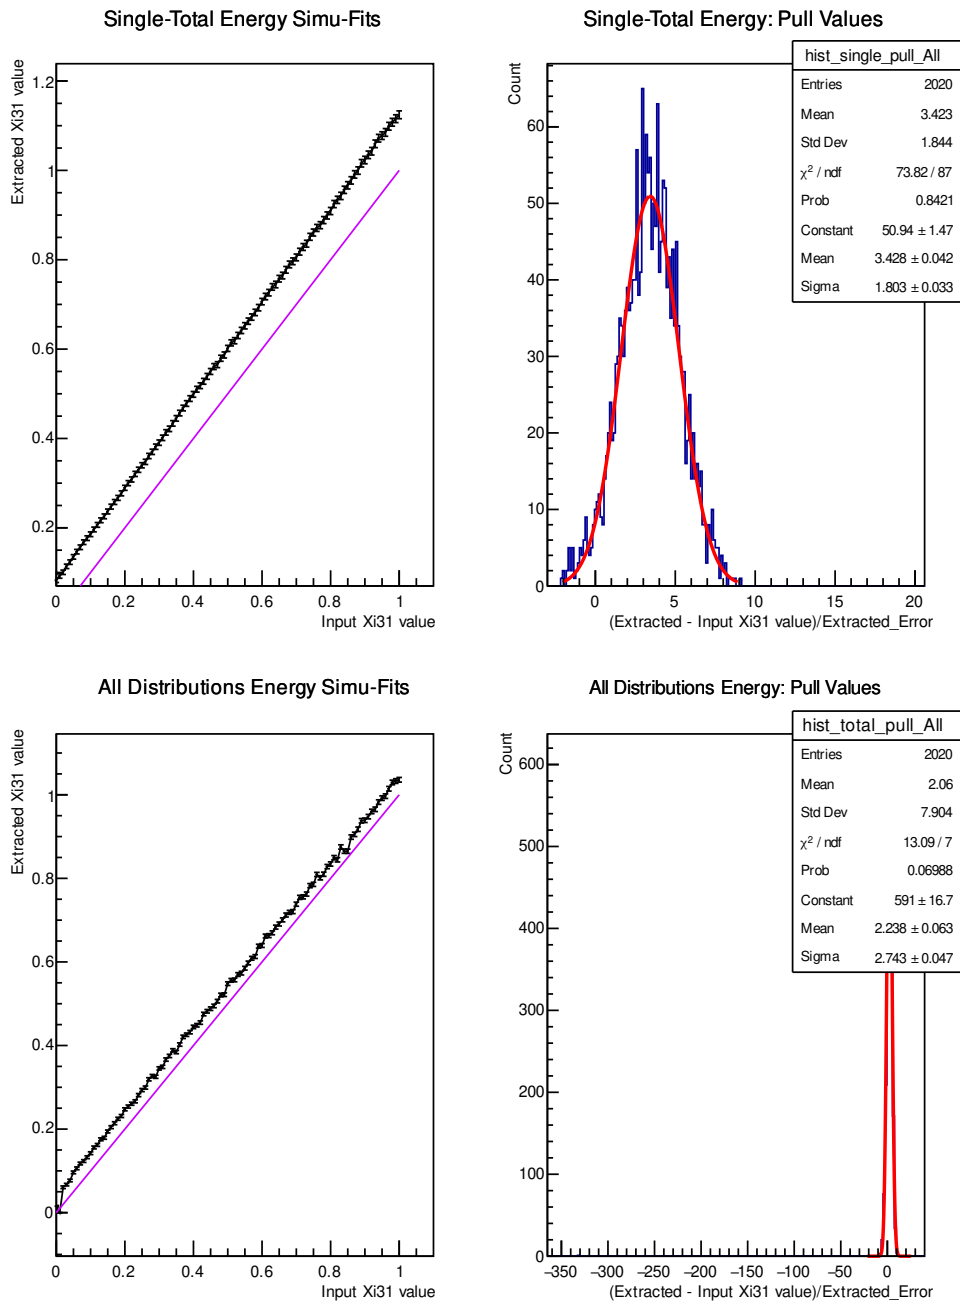 Single-Total Energy Simu-Fits
Extracted Xi31 value
1.2
1
0.8
0.6
0.4
0.2
0 0.2 0.4 0.6 0.8 1
Input Xi31 value
Single-Total Energy: Pull Values
Count
60
50
40
30
20
10
0
0 5 10 15 20
(Extracted - Input Xi31 value)/Extracted_Error
hist_single_pull_All
Entries 2020
Mean 3.423
Std Dev 1.844
χ² / ndf 73.82 / 87
Prob 0.8421
Constant 50.94 ± 1.47
Mean 3.428 ± 0.042
Sigma 1.803 ± 0.033
All Distributions Energy Simu-Fits
Extracted Xi31 value
1
0.8
0.6
0.4
0.2
0
0 0.2 0.4 0.6 0.8 1
Input Xi31 value
All Distributions Energy: Pull Values
Count
600
500
400
300
200
100
0
−350 −300 −250 −200 −150 −100 −50 0
(Extracted - Input Xi31 value)/Extracted_Error
hist_total_pull_All
Entries 2020
Mean 2.06
Std Dev 7.904
χ² / ndf 13.09 / 7
Prob 0.06988
Constant 591 ± 16.7
Mean 2.238 ± 0.063
Sigma 2.743 ± 0.047